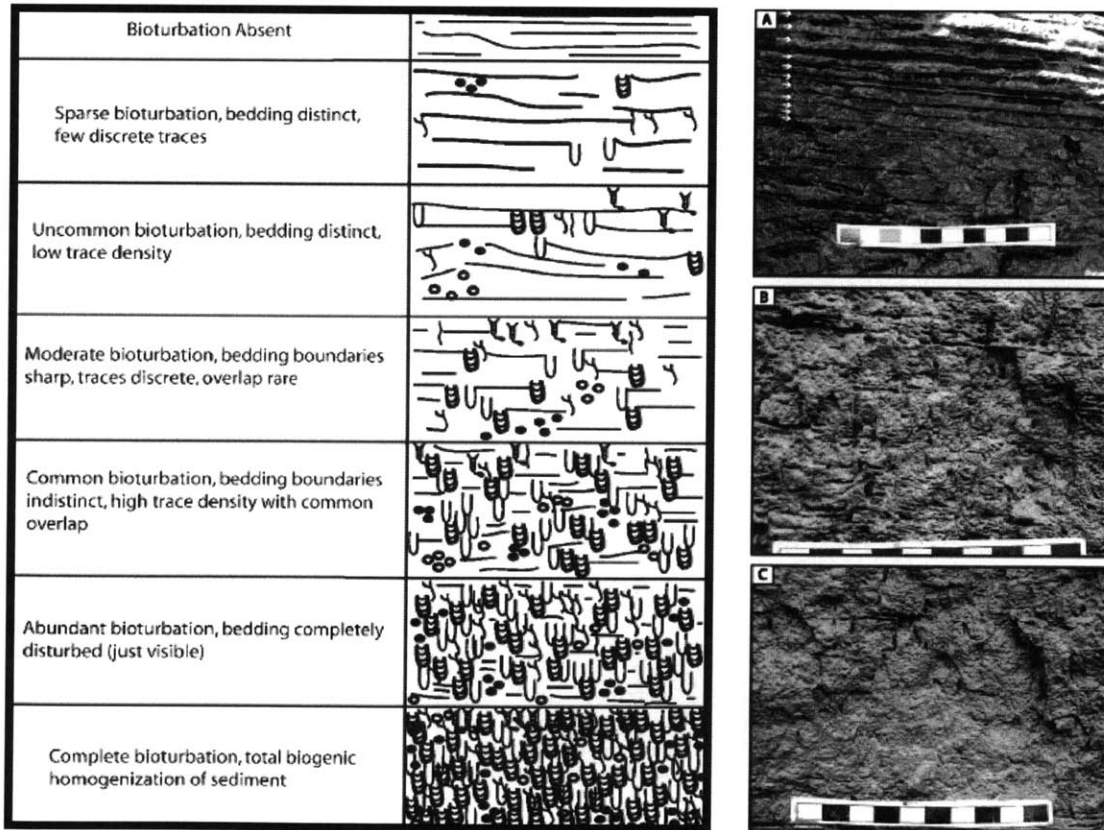 Bioturbation Absent
Sparse bioturbation, bedding distinct,
few discrete traces
Uncommon bioturbation, bedding distinct,
low trace density
Moderate bioturbation, bedding boundaries
sharp, traces discrete, overlap rare
Common bioturbation, bedding boundaries
indistinct, high trace density with common
overlap
Abundant bioturbation, bedding completely
disturbed (just visible)
Complete bioturbation, total biogenic
homogenization of sediment
A
B
C